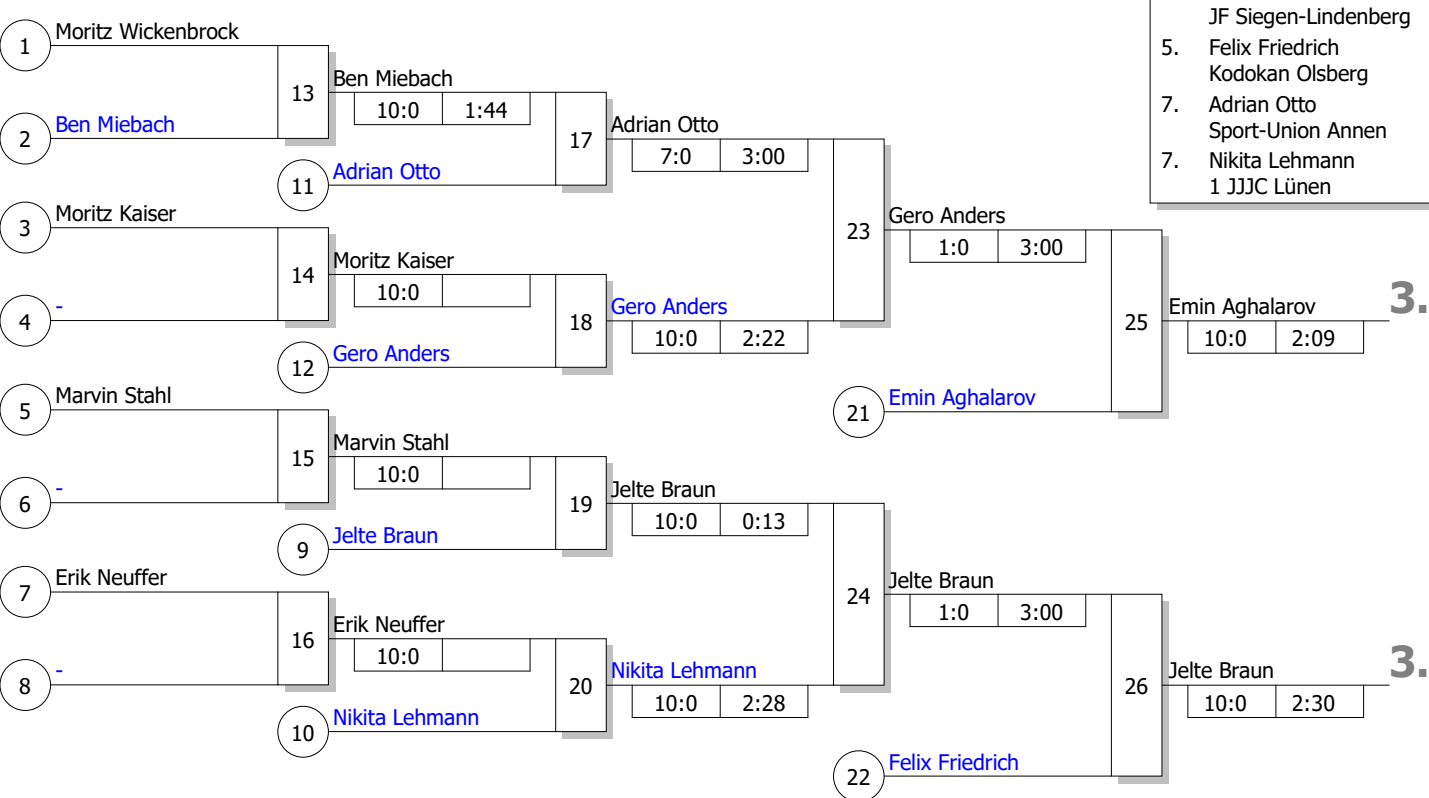 JF Siegen-Lindenberg
5. Felix Friedrich
Kodokan Olsberg
7. Adrian Otto
Sport-Union Annen
7. Nikita Lehmann
1 JJJC Lünen
1 Moritz Wickenbrock
13 Ben Miebach
10:0 1:44
2 Ben Miebach
17 Adrian Otto
7:0 3:00
11 Adrian Otto
3 Moritz Kaiser
23 Gero Anders
1:0 3:00
14 Moritz Kaiser
10:0
4 -
18 Gero Anders
10:0 2:22
12 Gero Anders
25 Emin Aghalarov 3.
10:0 2:09
5 Marvin Stahl
21 Emin Aghalarov
15 Marvin Stahl
10:0
6 -
19 Jelte Braun
10:0 0:13
9 Jelte Braun
7 Erik Neuffer
24 Jelte Braun
1:0 3:00
16 Erik Neuffer
10:0
8 -
20 Nikita Lehmann
10:0 2:28
26 Jelte Braun 3.
10:0 2:30
10 Nikita Lehmann
22 Felix Friedrich